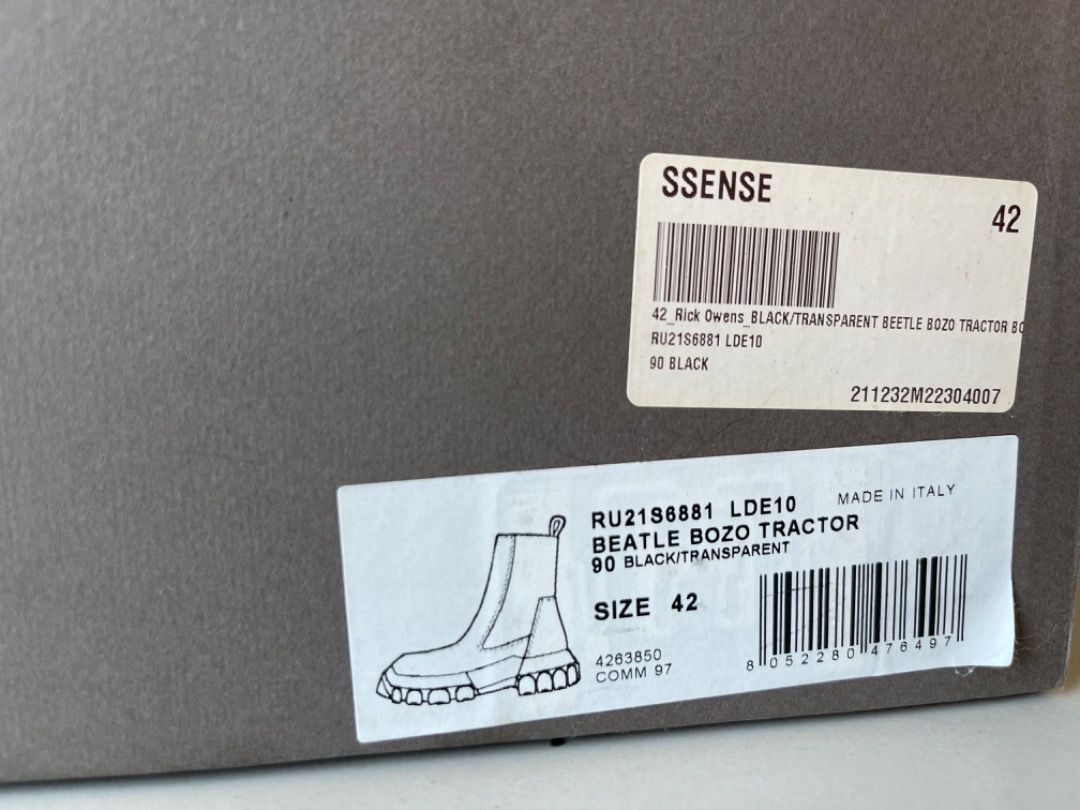 SSENSE
42
42_Rick Owens_BLACK/TRANSPARENT BEETLE BOZO TRACTOR BO
RU21S6881 LDE10
90 BLACK
211232M22304007
RU21S6881 LDE10 MADE IN ITALY
BEATLE BOZO TRACTOR
90 BLACK/TRANSPARENT
SIZE 42
4263850
COMM 97
8 052280 476497